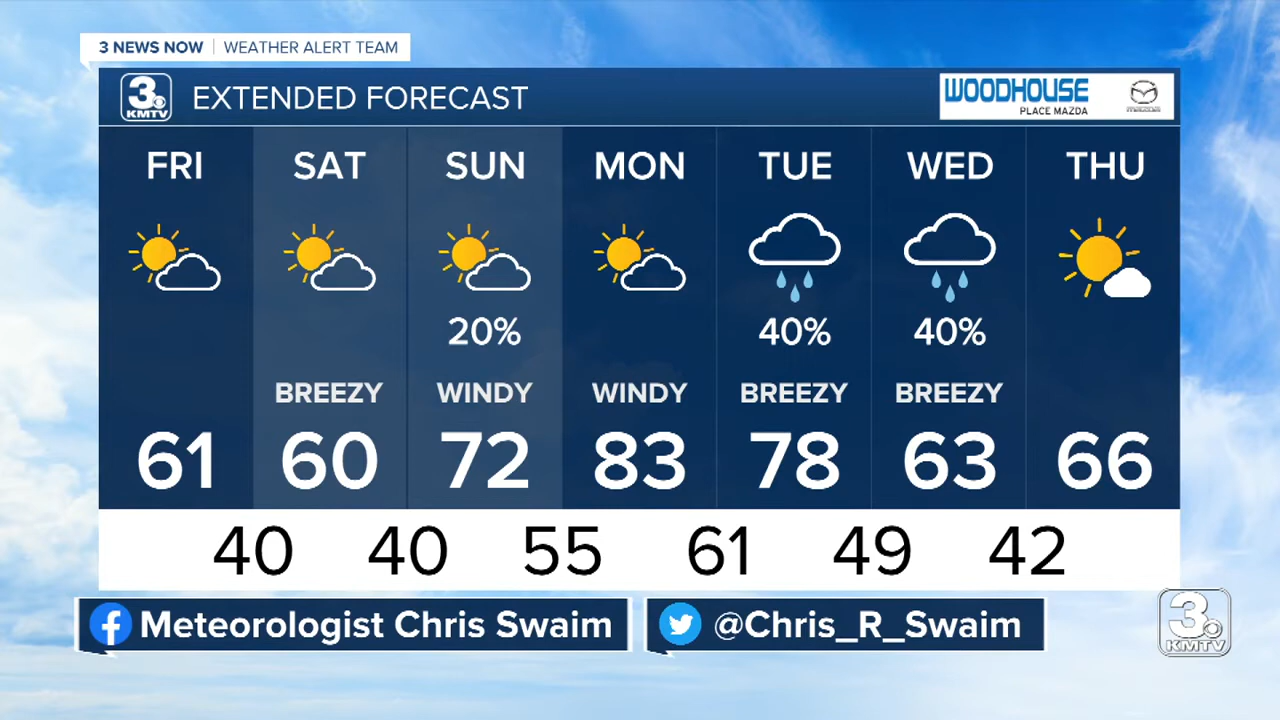 3 NEWS NOW | WEATHER ALERT TEAM
3 KMTV EXTENDED FORECAST WOODHOUSE
PLACE MAZDA mazda
FRI SAT SUN MON TUE WED THU
20% 40% 40%
BREEZY WINDY WINDY BREEZY BREEZY
61 60 72 83 78 63 66
40 40 55 61 49 42
Meteorologist Chris Swaim @Chris_R_Swaim
3 KMTV